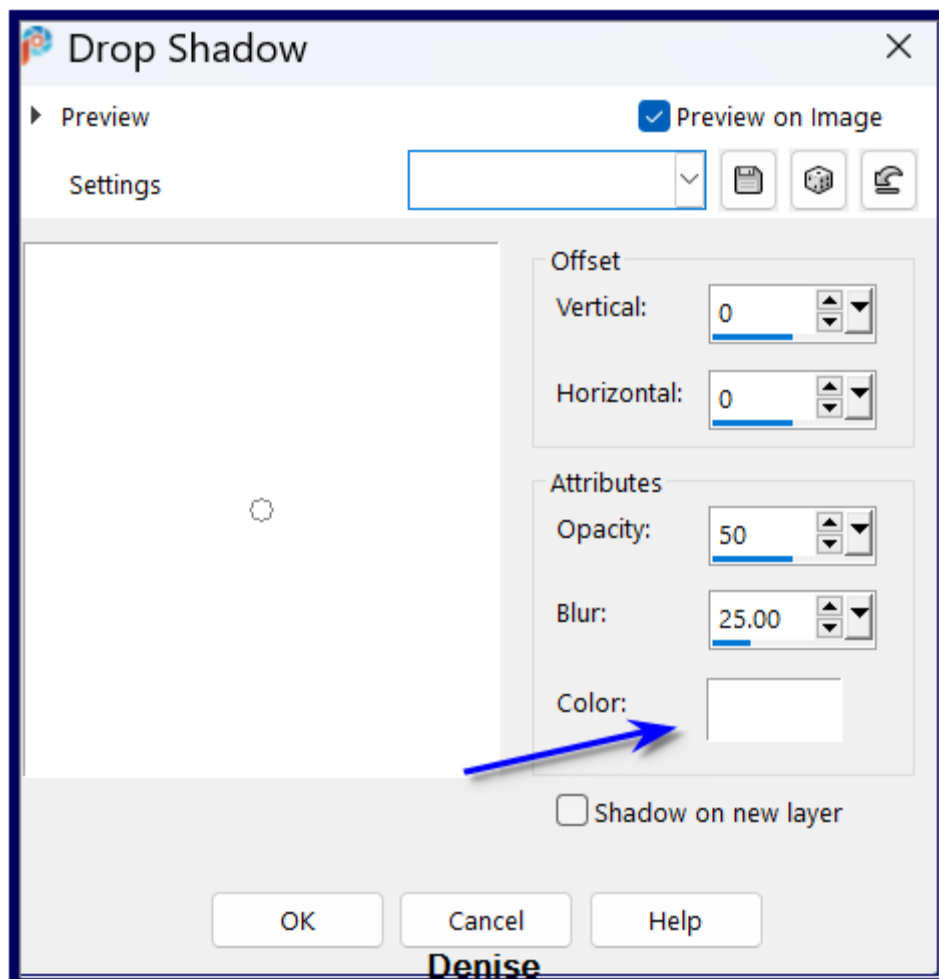 Drop Shadow
Preview
Preview on Image
Settings
Offset
Vertical: 0
Horizontal: 0
Attributes
Opacity: 50
Blur: 25.00
Color:
Shadow on new layer
OK Cancel Help
Denise